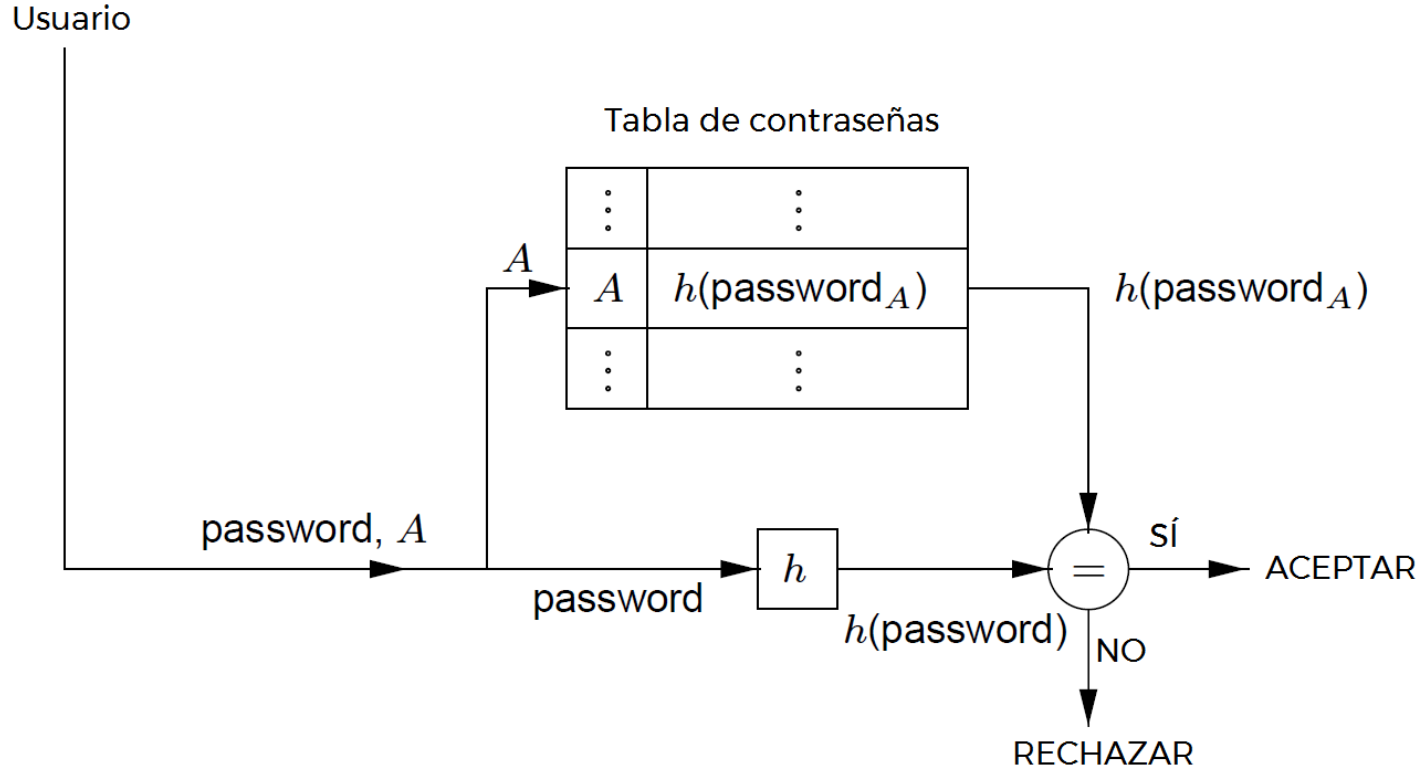 Usuario
Tabla de contraseñas
⋮ ⋮
A
A h(password_A) h(password_A)
⋮ ⋮
password, A
password
h
h(password)
=
SÍ
ACEPTAR
NO
RECHAZAR